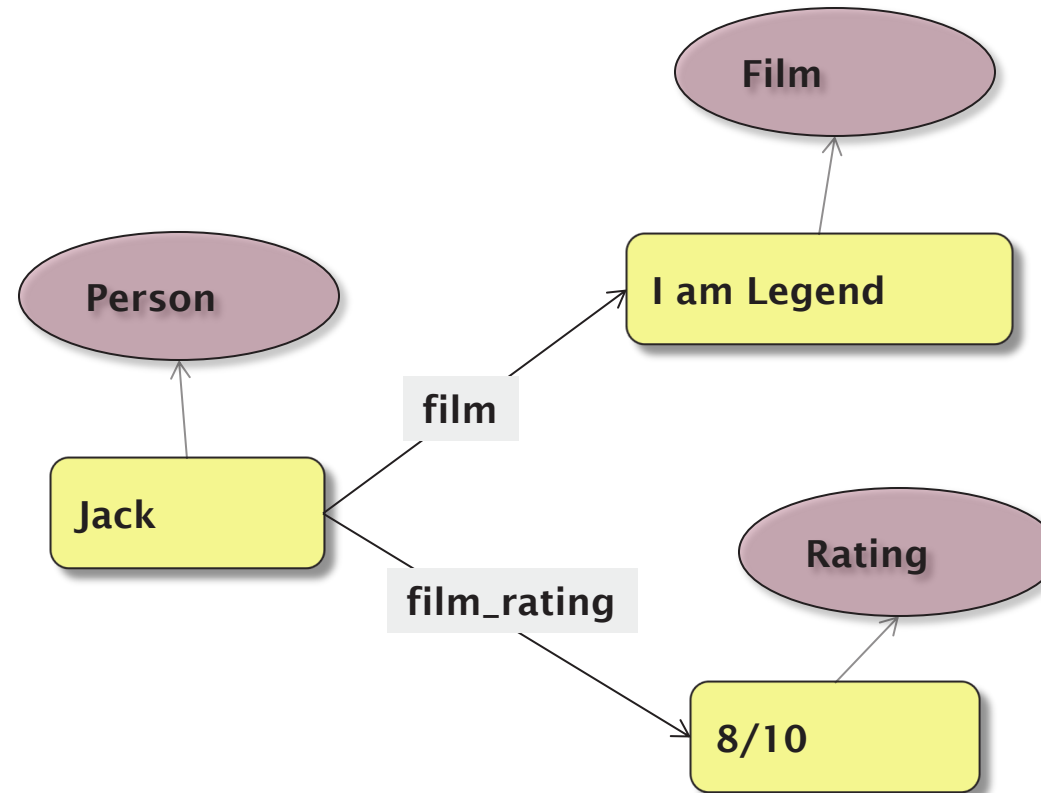 Film
I am Legend
Person
film
Jack
Rating
film_rating
8/10